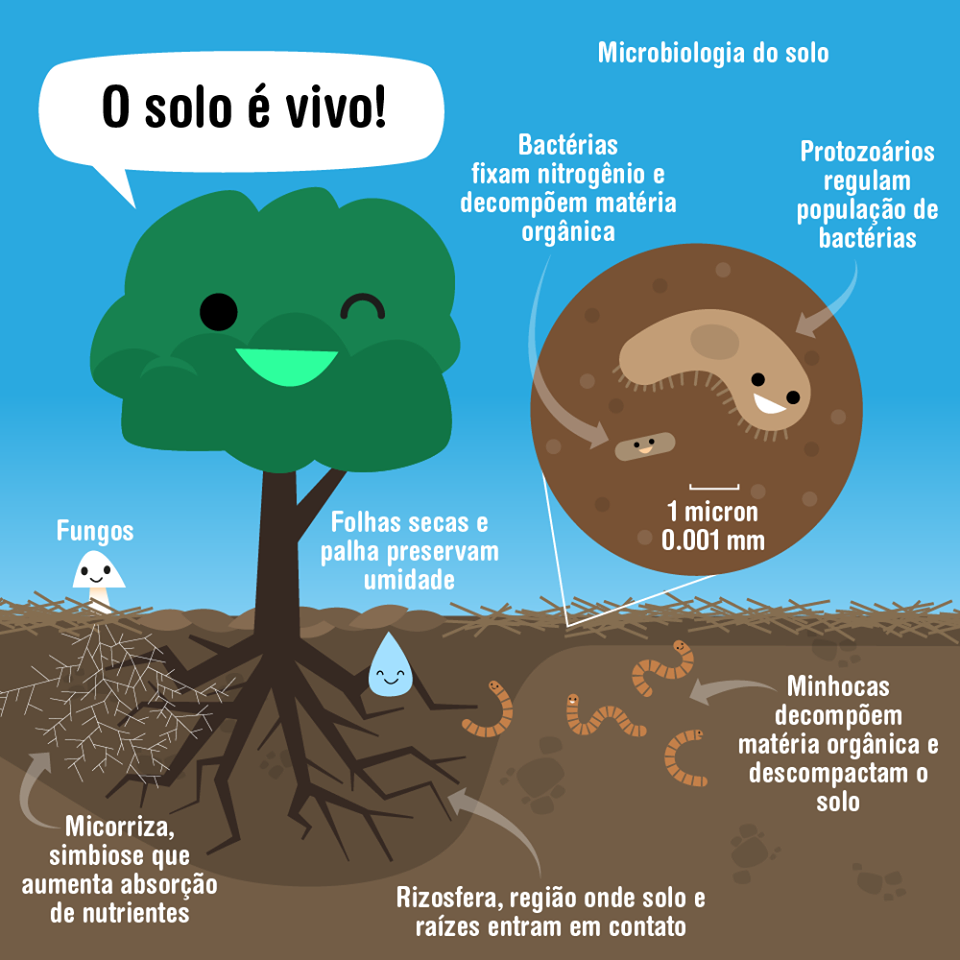 Microbiologia do solo
O solo é vivo!
Bactérias
fixam nitrogênio e
decompõem matéria
orgânica
Protozoários
regulam
população de
bactérias
1 micron
0.001 mm
Fungos
Folhas secas e
palha preservam
umidade
Minhocas
decompõem
matéria orgânica e
descompactam o
solo
Micorriza,
simbiose que
aumenta absorção
de nutrientes
Rizosfera, região onde solo e
raízes entram em contato